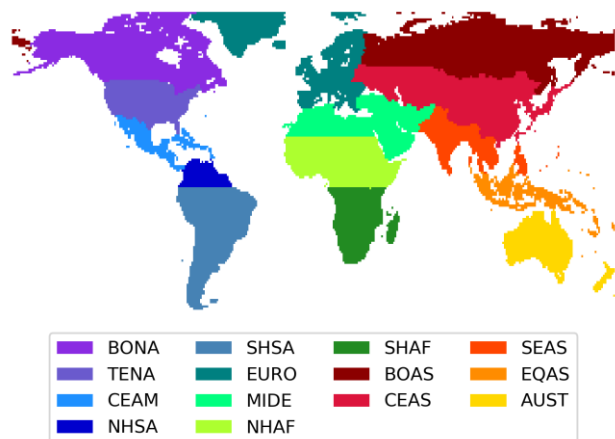 BONA SHSA SHAF SEAS
TENA EURO BOAS EQAS
CEAM MIDE CEAS AUST
NHSA NHAF